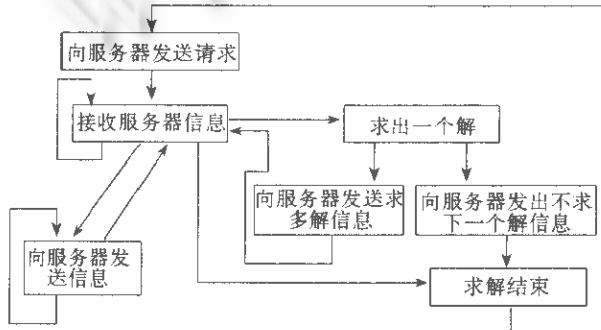 向服务器发送请求
接收服务器信息
求出一个解
向服务器发送求
多解信息
向服务器发出不求
下一个解信息
向服务器发
送信息
求解结束